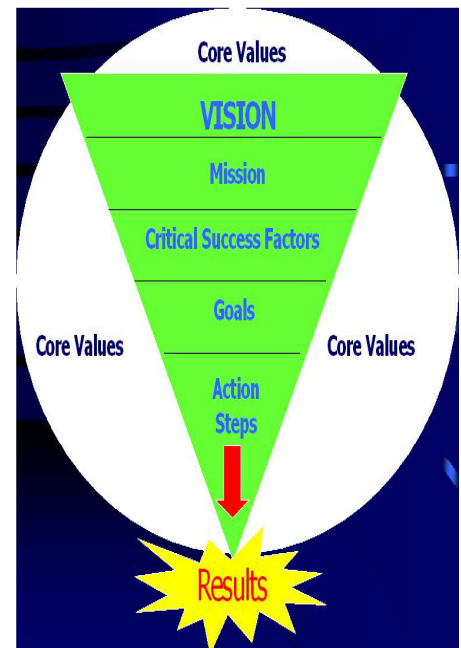 Core Values
VISION
Mission
Critical Success Factors
Goals
Core Values
Core Values
Action
Steps
Results